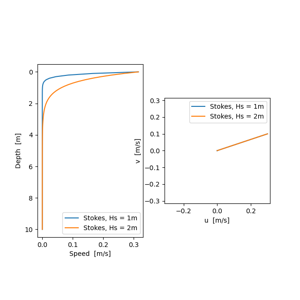 0
2
4
6
8
10
Depth [m]
Stokes, Hs = 1m
Stokes, Hs = 2m
0.0 0.1 0.2 0.3
Speed [m/s]
0.3
0.2
0.1
0.0
−0.1
−0.2
−0.3
v [m/s]
Stokes, Hs = 1m
Stokes, Hs = 2m
−0.2 0.0 0.2
u [m/s]